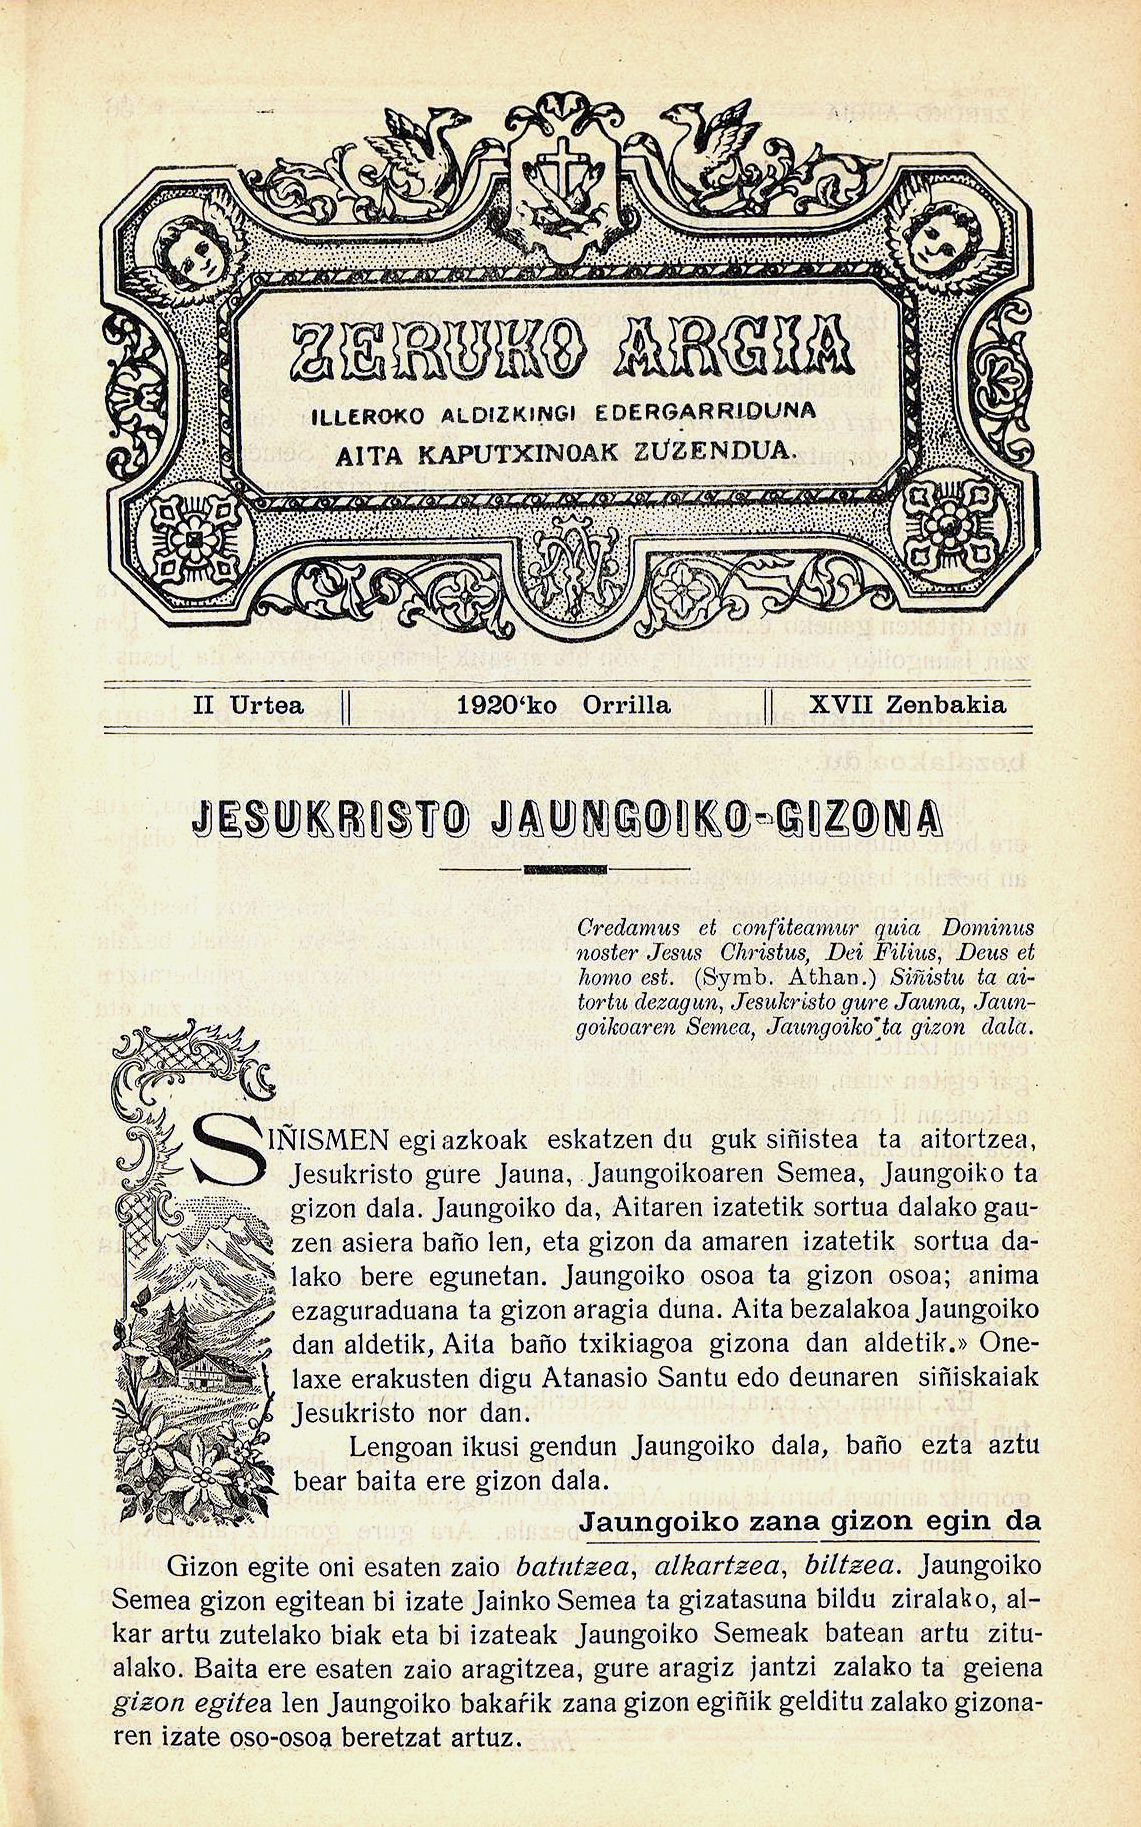 ZERUKO ARGIA
ILLEROKO ALDIZKINGI EDERGARRIDUNA
AITA KAPUTXINOAK ZUZENDUA.
II Urtea || 1920‘ko Orrilla || XVII Zenbakia
JESUKRISTO JAUNGOIKO-GIZONA
Credamus et confiteamur quia Dominus
noster Jesus Christus, Dei Filius, Deus et
homo est. (Symb. Athan.) Siñistu ta ai-
tortu dezagun, Jesukristo gure Jauna, Jaun-
goikoaren Semea, Jaungoiko ta gizon dala.
SIÑISMEN egiazkoak eskatzen du guk siñistea ta aitortzea,
Jesukristo gure Jauna, Jaungoikoaren Semea, Jaungoiko ta
gizon dala. Jaungoiko da, Aitaren izatetik sortua dalako gau-
zen asiera baño len, eta gizon da amaren izatetik sortua da-
lako bere egunetan. Jaungoiko osoa ta gizon osoa; anima
ezaguraduana ta gizon aragia duna. Aita bezalakoa Jaungoiko
dan aldetik, Aita baño txikiagoa gizona dan aldetik.» One-
laxe erakusten digu Atanasio Santu edo deunaren siñiskaiak
Jesukristo nor dan.
Lengoan ikusi gendun Jaungoiko dala, baño ezta aztu
bear baita ere gizon dala.
Jaungoiko zana gizon egin da
Gizon egite oni esaten zaio batutzea, alkartzea, biltzea. Jaungoiko
Semea gizon egitean bi izate Jainko Semea ta gizatasuna bildu ziralako, al-
kar artu zutelako biak eta bi izateak Jaungoiko Semeak batean artu zitu-
alako. Baita ere esaten zaio aragitzea, gure aragiz jantzi zalako ta geiena
gizon egitea len Jaungoiko bakaŕik zana gizon egiñik gelditu zalako gizona-
ren izate oso-osoa beretzat artuz.